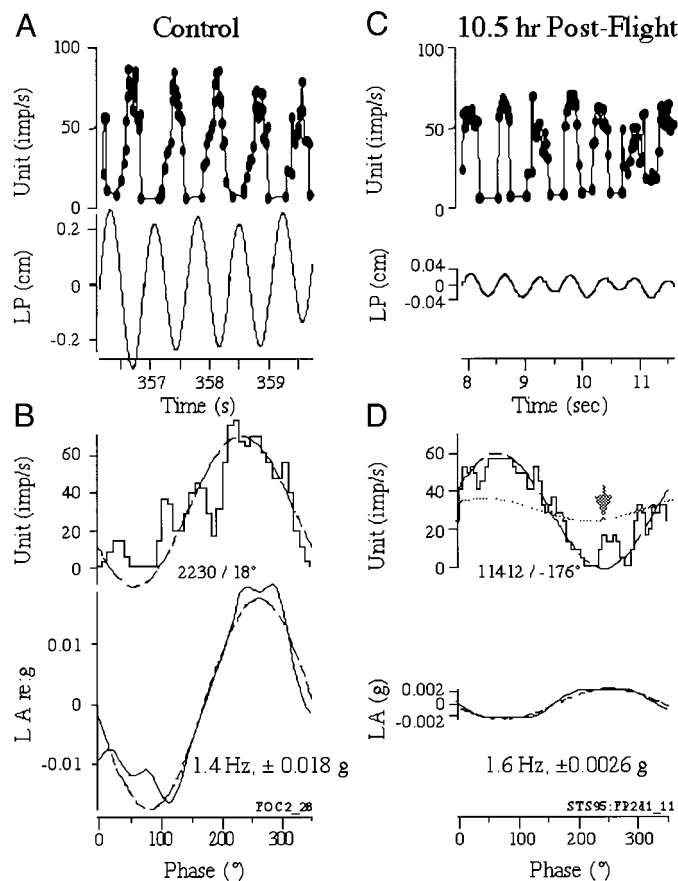 A
Control
100
50
0
Unit (imp/s)
0.2
0
-0.2
LP (cm)
357
358
359
Time (s)
B
60
40
20
0
Unit (imp/s)
2230 / 18°
0.01
0
-0.01
LA re:g
1.4 Hz, ± 0.018 g
FOC2_28
0
100
200
300
Phase (°)
C
10.5 hr Post-Flight
100
50
0
Unit (imp/s)
0.04
-0.04
LP (cm)
8
9
10
11
Time (sec)
D
60
40
20
0
Unit (imp/s)
11412 / -176°
0.002
0
-0.002
LA (g)
1.6 Hz, ±0.0026 g
0
100
200
300
Phase (°)